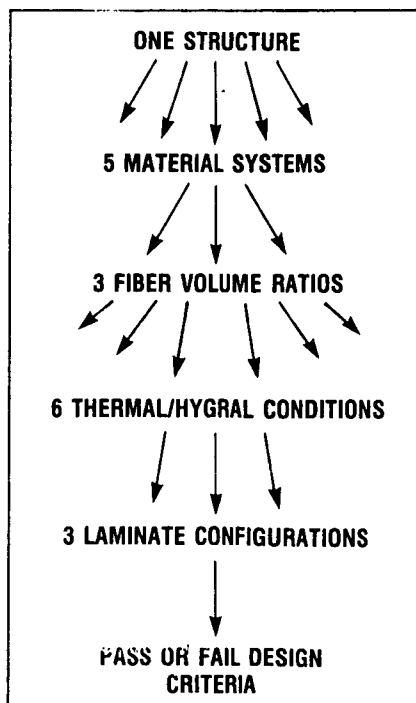 ONE STRUCTURE
5 MATERIAL SYSTEMS
3 FIBER VOLUME RATIOS
6 THERMAL/HYGRAL CONDITIONS
3 LAMINATE CONFIGURATIONS
PASS OR FAIL DESIGN
CRITERIA